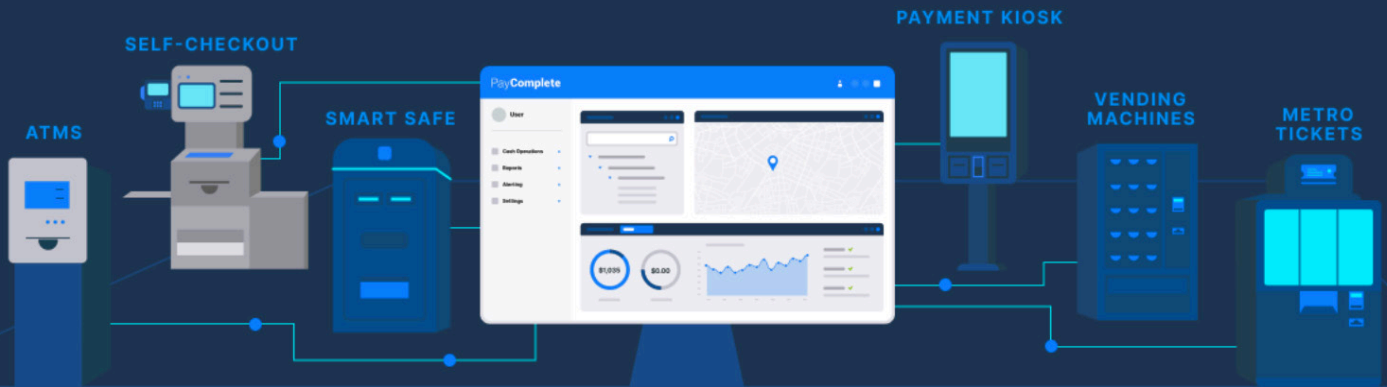 ATMS
SELF-CHECKOUT
SMART SAFE
PayComplete
User
Cash Operations
Reports
Alerting
Settings
$1,035
$0.00
PAYMENT KIOSK
VENDING
MACHINES
METRO
TICKETS